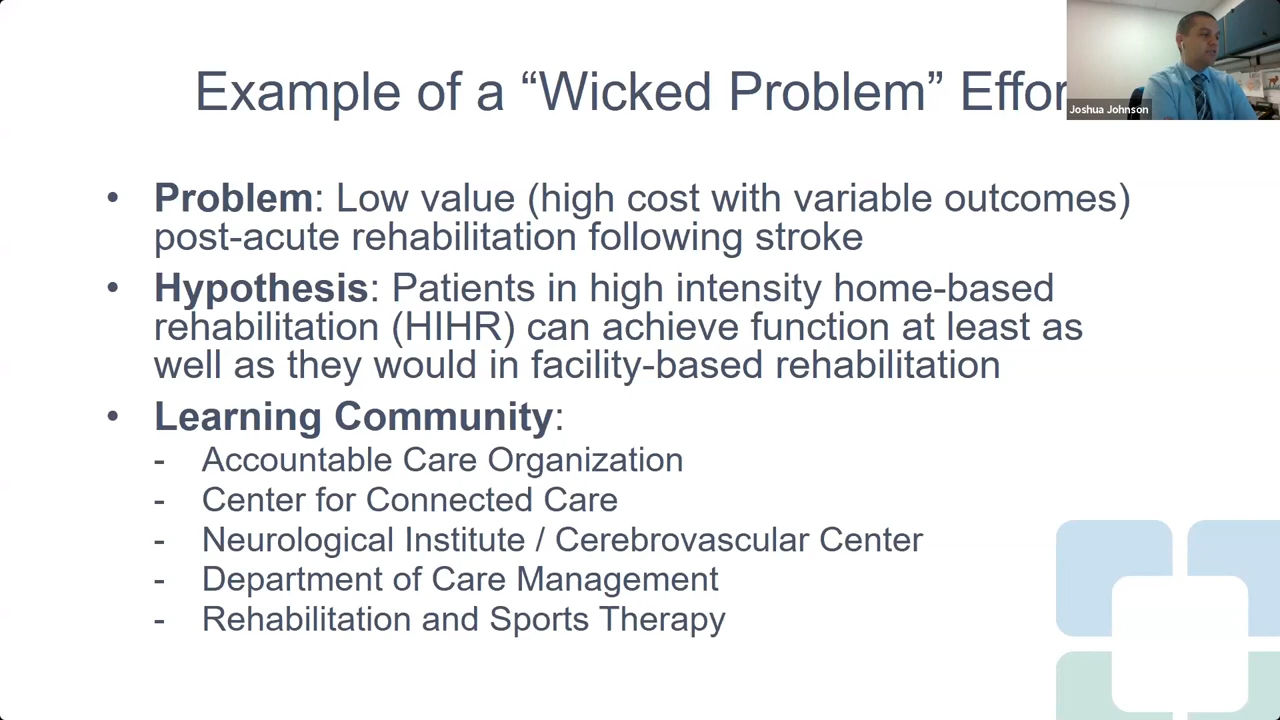 Example of a “Wicked Problem” Effor
Joshua Johnson
• Problem: Low value (high cost with variable outcomes)
post-acute rehabilitation following stroke
• Hypothesis: Patients in high intensity home-based
rehabilitation (HIHR) can achieve function at least as
well as they would in facility-based rehabilitation
• Learning Community:
- Accountable Care Organization
- Center for Connected Care
- Neurological Institute / Cerebrovascular Center
- Department of Care Management
- Rehabilitation and Sports Therapy